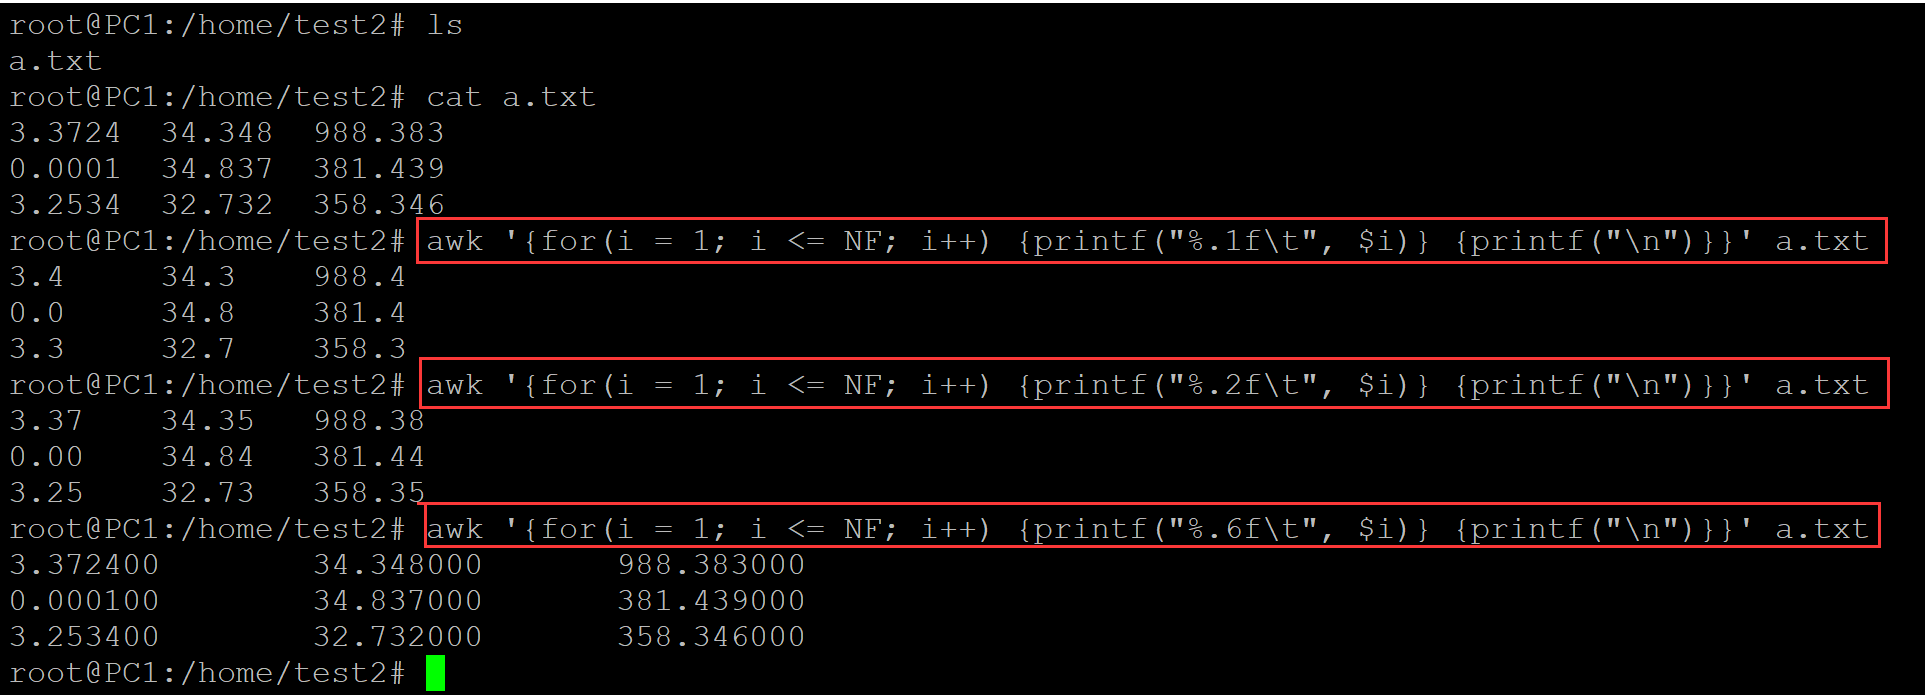 root@PC1:/home/test2# ls
a.txt
root@PC1:/home/test2# cat a.txt
3.3724  34.348  988.383
0.0001  34.837  381.439
3.2534  32.732  358.346
root@PC1:/home/test2# awk '{for(i = 1; i <= NF; i++) {printf("%.1f\t", $i)} {printf("\n")}}' a.txt
3.4     34.3    988.4
0.0     34.8    381.4
3.3     32.7    358.3
root@PC1:/home/test2# awk '{for(i = 1; i <= NF; i++) {printf("%.2f\t", $i)} {printf("\n")}}' a.txt
3.37    34.35   988.38
0.00    34.84   381.44
3.25    32.73   358.35
root@PC1:/home/test2# awk '{for(i = 1; i <= NF; i++) {printf("%.6f\t", $i)} {printf("\n")}}' a.txt
3.372400        34.348000       988.383000
0.000100        34.837000       381.439000
3.253400        32.732000       358.346000
root@PC1:/home/test2#